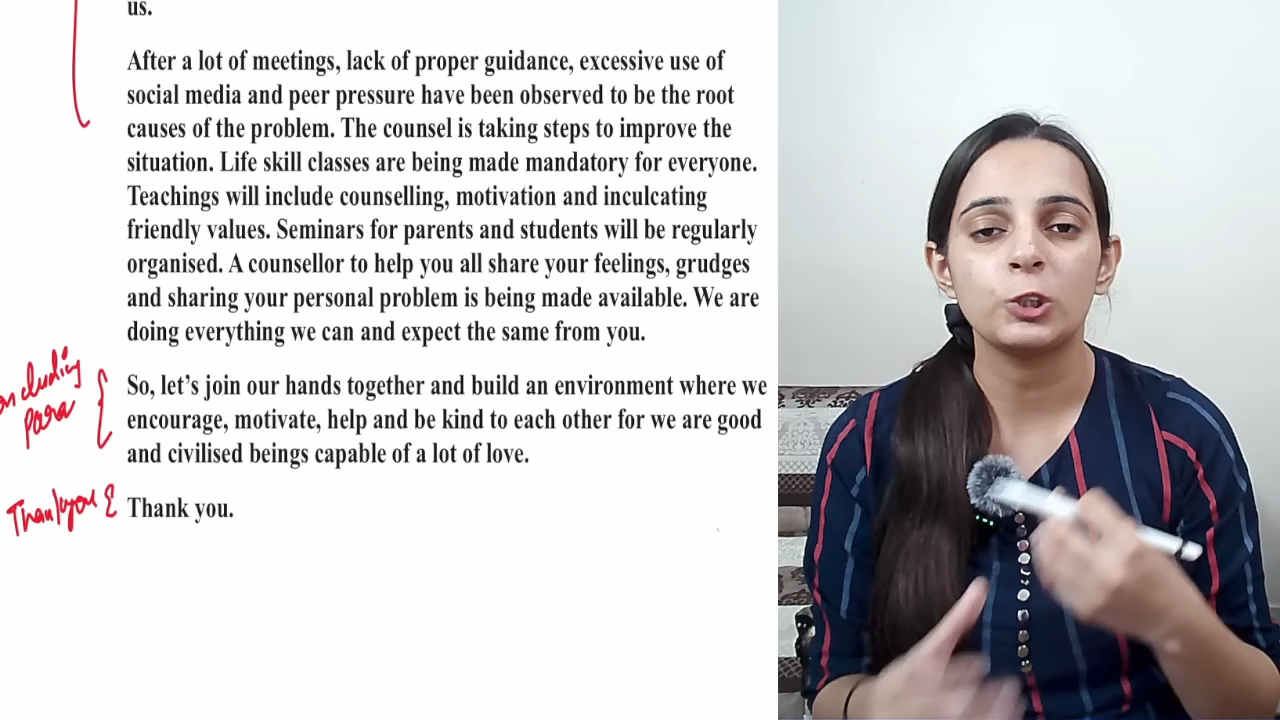 us.
After a lot of meetings, lack of proper guidance, excessive use of
social media and peer pressure have been observed to be the root
causes of the problem. The counsel is taking steps to improve the
situation. Life skill classes are being made mandatory for everyone.
Teachings will include counselling, motivation and inculcating
friendly values. Seminars for parents and students will be regularly
organised. A counsellor to help you all share your feelings, grudges
and sharing your personal problem is being made available. We are
doing everything we can and expect the same from you.
So, let’s join our hands together and build an environment where we
encourage, motivate, help and be kind to each other for we are good
and civilised beings capable of a lot of love.
para
Thankyou
Thank you.